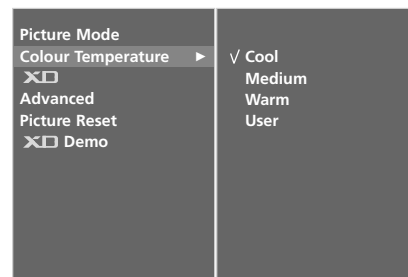 Picture Mode
Colour Temperature ►
XD
Advanced
Picture Reset
XD Demo
√ Cool
Medium
Warm
User